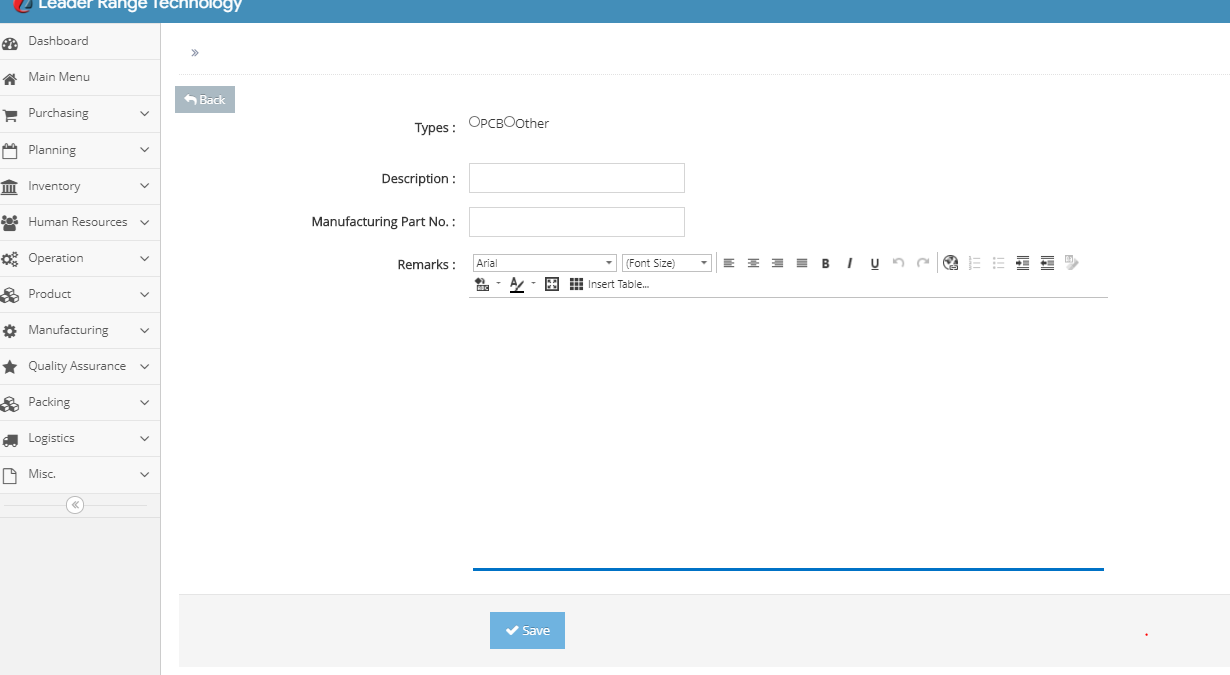 Leader Range Technology
Dashboard
Main Menu
Purchasing
Planning
Inventory
Human Resources
Operation
Product
Manufacturing
Quality Assurance
Packing
Logistics
Misc.
»
Back
Types : PCB Other
Description :
Manufacturing Part No. :
Remarks : Arial (Font Size) B I U
ABC A Insert Table...
Save